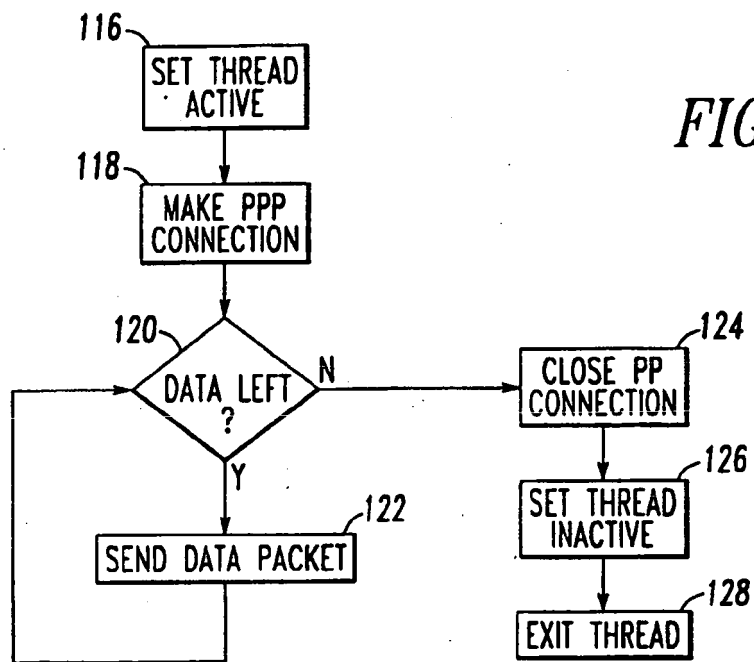 116
SET THREAD
ACTIVE
FIG
118
MAKE PPP
CONNECTION
120
DATA LEFT
?
N
Y
122
SEND DATA PACKET
124
CLOSE PP
CONNECTION
126
SET THREAD
INACTIVE
128
EXIT THREAD